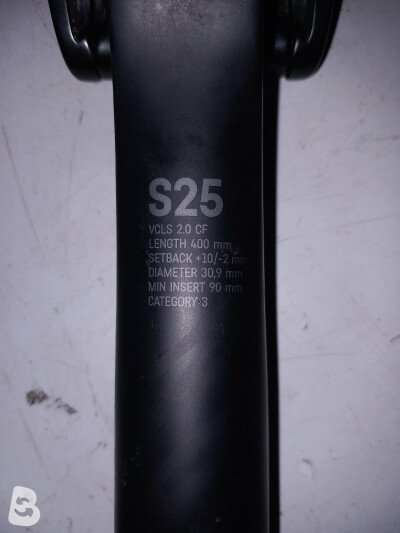 S25
VCLS 2.0 CF
LENGTH 400 mm
SETBACK +10/-2 mm
DIAMETER 30,9 mm
MIN INSERT 90 mm
CATEGORY 3